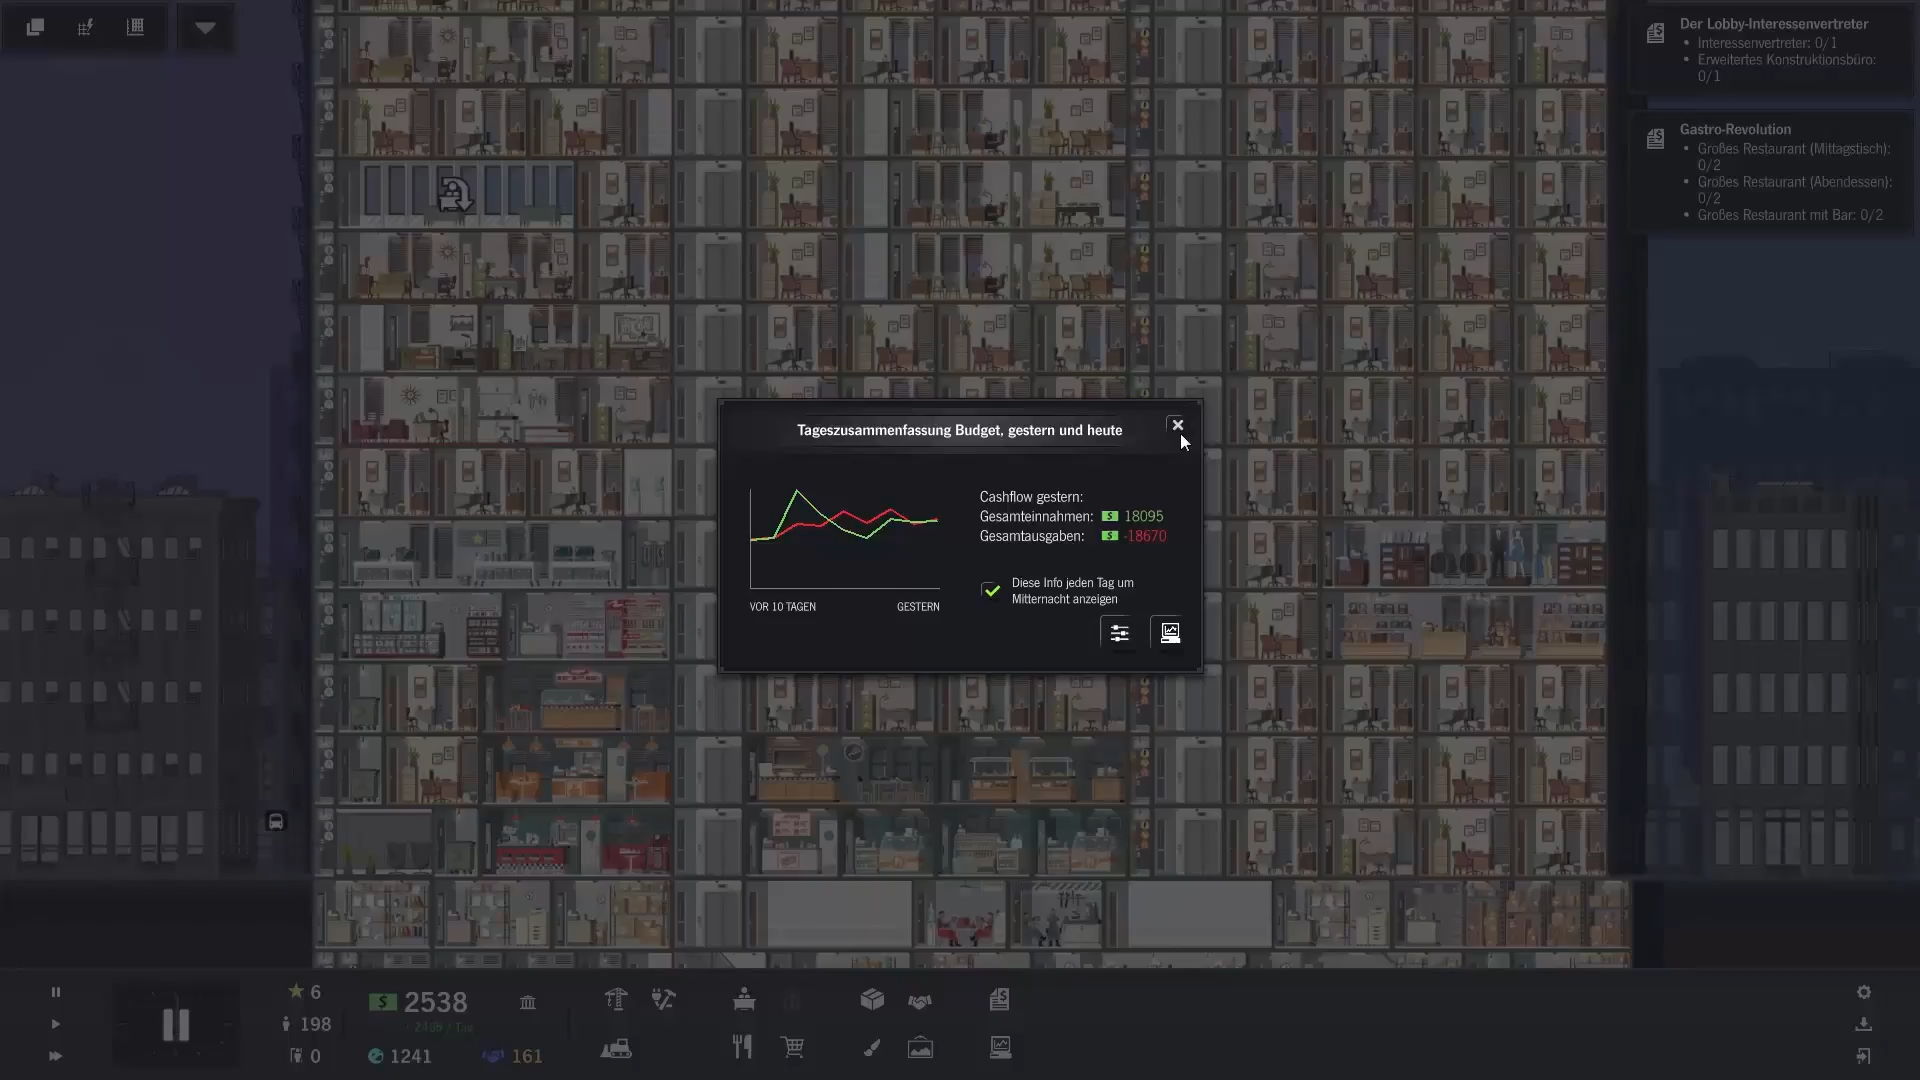 Der Lobby-Interessenvertreter
• Interessenvertreter: 0/1
• Erweitertes Konstruktionsbüro:
0/1
Gastro-Revolution
• Großes Restaurant (Mittagstisch):
0/2
• Großes Restaurant (Abendessen):
0/2
• Großes Restaurant mit Bar: 0/2
Tageszusammenfassung Budget, gestern und heute
Cashflow gestern:
Gesamteinnahmen: 18095
Gesamtausgaben: -18670
Diese Info jeden Tag um
Mitternacht anzeigen
VOR 10 TAGEN GESTERN
6
2538
198
0
1241
161